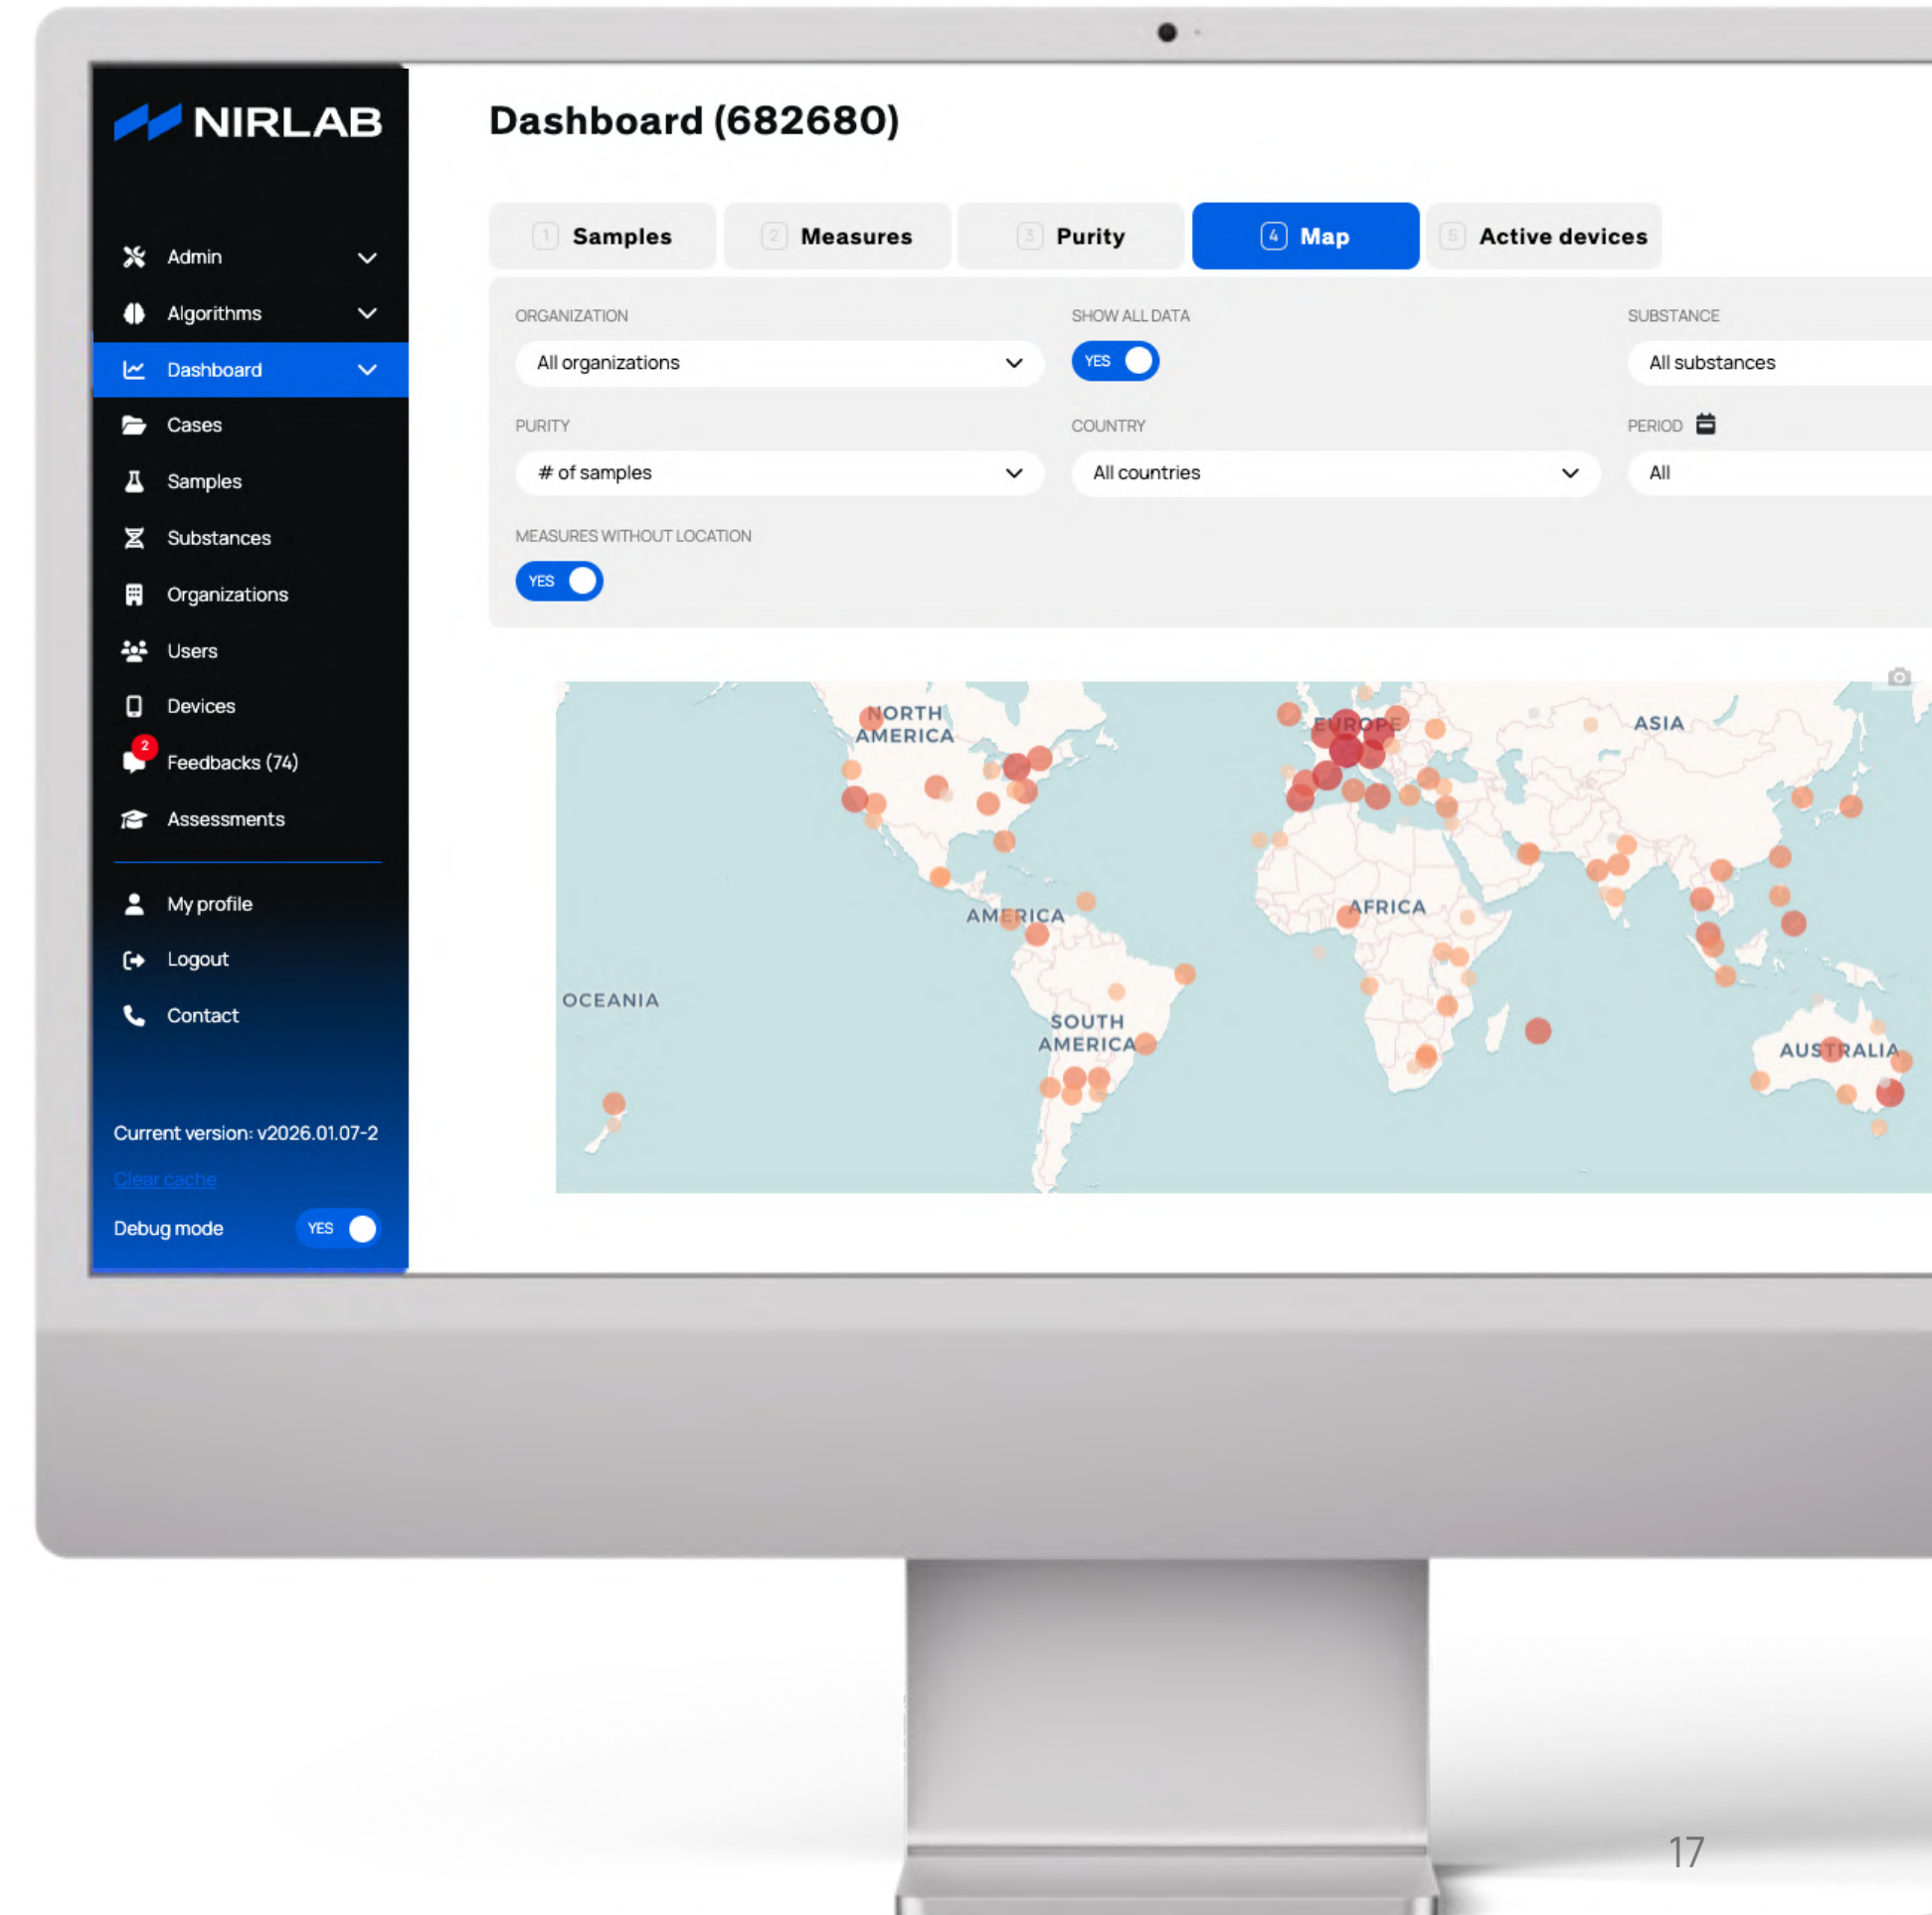 NIRLAB
Admin
Algorithms
Dashboard
Cases
Samples
Substances
Organizations
Users
Devices
2
Feedbacks (74)
Assessments
My profile
Logout
Contact
Current version: v2026.01.07-2
Clear cache
Debug mode YES
Dashboard (682680)
1 Samples
2 Measures
3 Purity
4 Map
5 Active devices
ORGANIZATION
All organizations
SHOW ALL DATA
YES
SUBSTANCE
All substances
PURITY
# of samples
COUNTRY
All countries
PERIOD
All
MEASURES WITHOUT LOCATION
YES
NORTH
AMERICA
EUROPE
ASIA
AMERICA
AFRICA
OCEANIA
SOUTH
AMERICA
AUSTRALIA
17